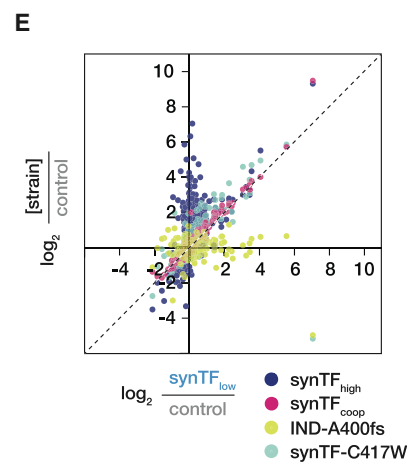 E
10
8
6
4
2
-2
-4
-4 -2 2 4 6 8 10
log2 [strain] / control
log2 synTFlow / control
synTFhigh
synTFcoop
IND-A400fs
synTF-C417W